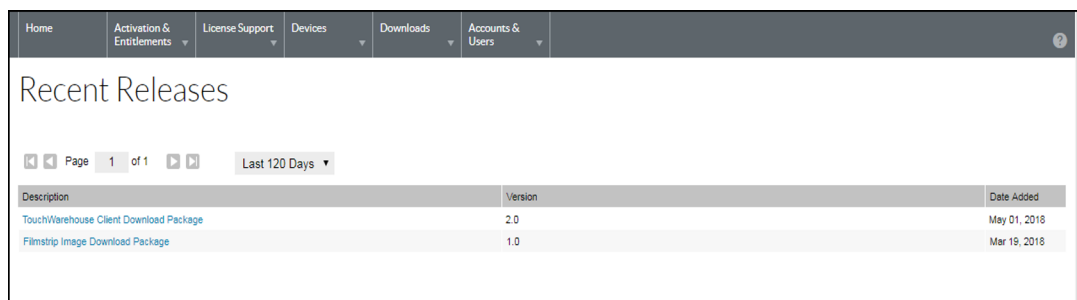 Home Activation & Entitlements License Support Devices Downloads Accounts & Users ?
Recent Releases
Page 1 of 1 Last 120 Days
Description Version Date Added
TouchWarehouse Client Download Package 2.0 May 01, 2018
Filmstrip Image Download Package 1.0 Mar 19, 2018